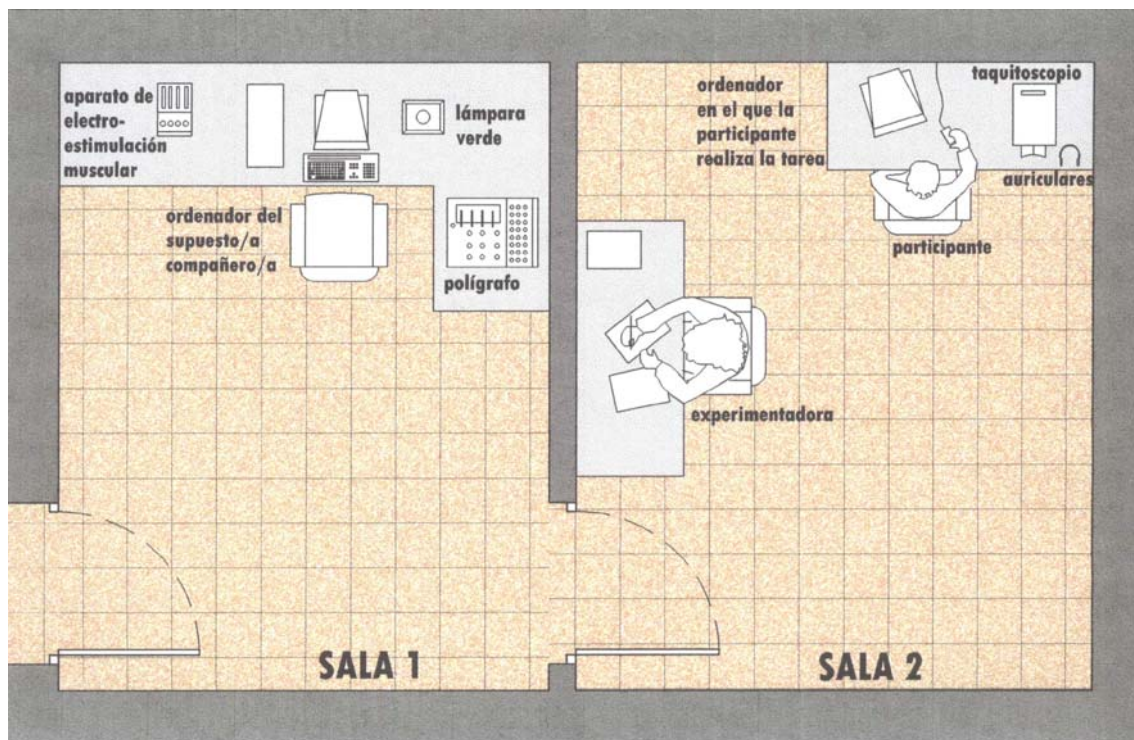 aparato de
electro-
estimulación
muscular
lámpara
verde
ordenador del
supuesto/a
compañero/a
polígrafo
SALA 1
ordenador
en el que la
participante
realiza la tarea
taquitoscopio
auriculares
participante
experimentadora
SALA 2